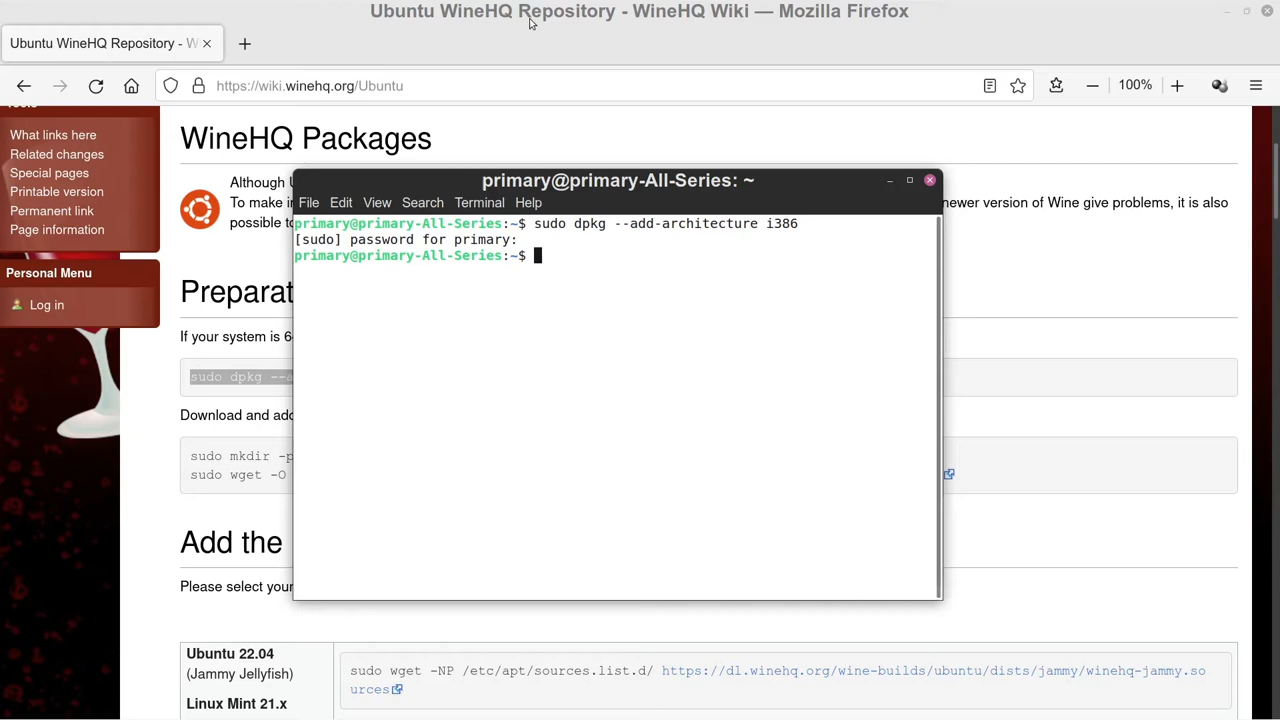 Ubuntu WineHQ Repository - WineHQ Wiki — Mozilla Firefox
Ubuntu WineHQ Repository - W
https://wiki.winehq.org/Ubuntu
100%
What links here
Related changes
Special pages
Printable version
Permanent link
Page information
Personal Menu
Log in
WineHQ Packages
Although
To make in
newer version of Wine give problems, it is also
possible to
Preparat
If your system is 6
sudo dpkg --a
Download and add
sudo mkdir -p
sudo wget -O
Add the
Please select your
Ubuntu 22.04
(Jammy Jellyfish)
Linux Mint 21.x
sudo wget -NP /etc/apt/sources.list.d/ https://dl.winehq.org/wine-builds/ubuntu/dists/jammy/winehq-jammy.so
urces
primary@primary-All-Series: ~
File Edit View Search Terminal Help
primary@primary-All-Series:~$ sudo dpkg --add-architecture i386
[sudo] password for primary:
primary@primary-All-Series:~$